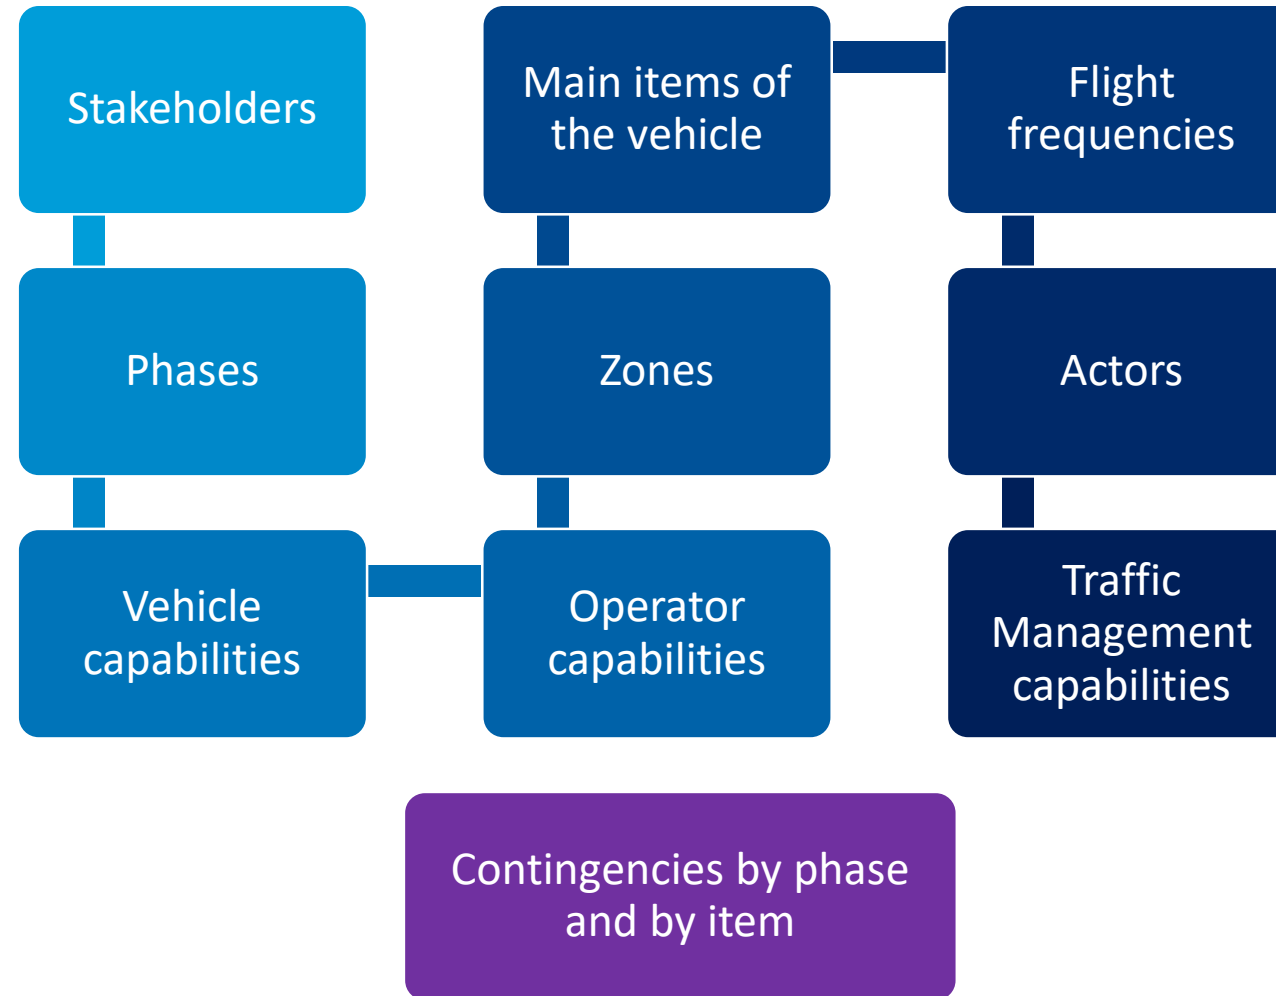 Stakeholders
Phases
Vehicle
capabilities
Operator
capabilities
Zones
Main items of
the vehicle
Flight
frequencies
Actors
Traffic
Management
capabilities
Contingencies by phase
and by item